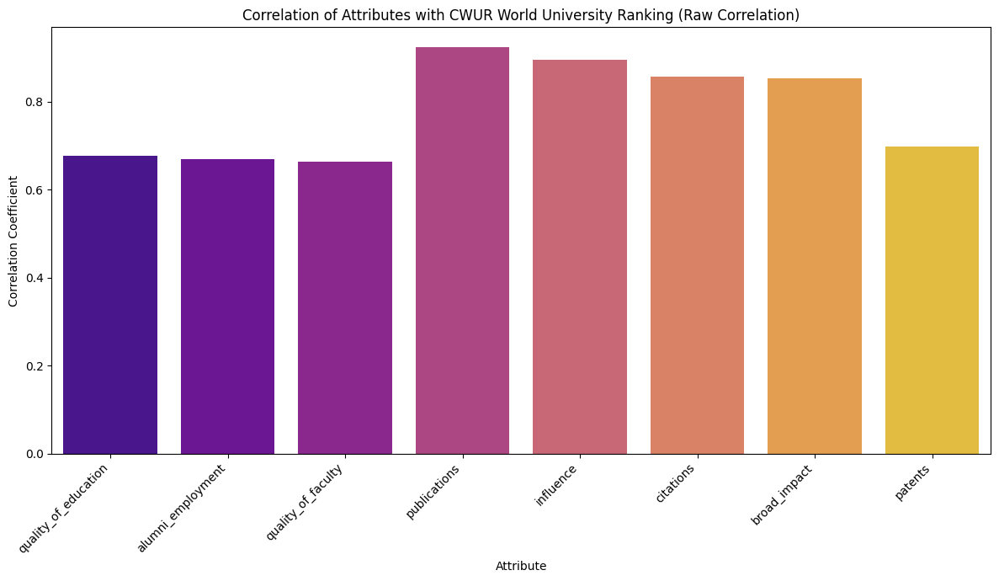 Correlation of Attributes with CWUR World University Ranking (Raw Correlation)
Correlation Coefficient
0.8
0.6
0.4
0.2
0.0
quality_of_education
alumni_employment
quality_of_faculty
publications
influence
citations
broad_impact
patents
Attribute